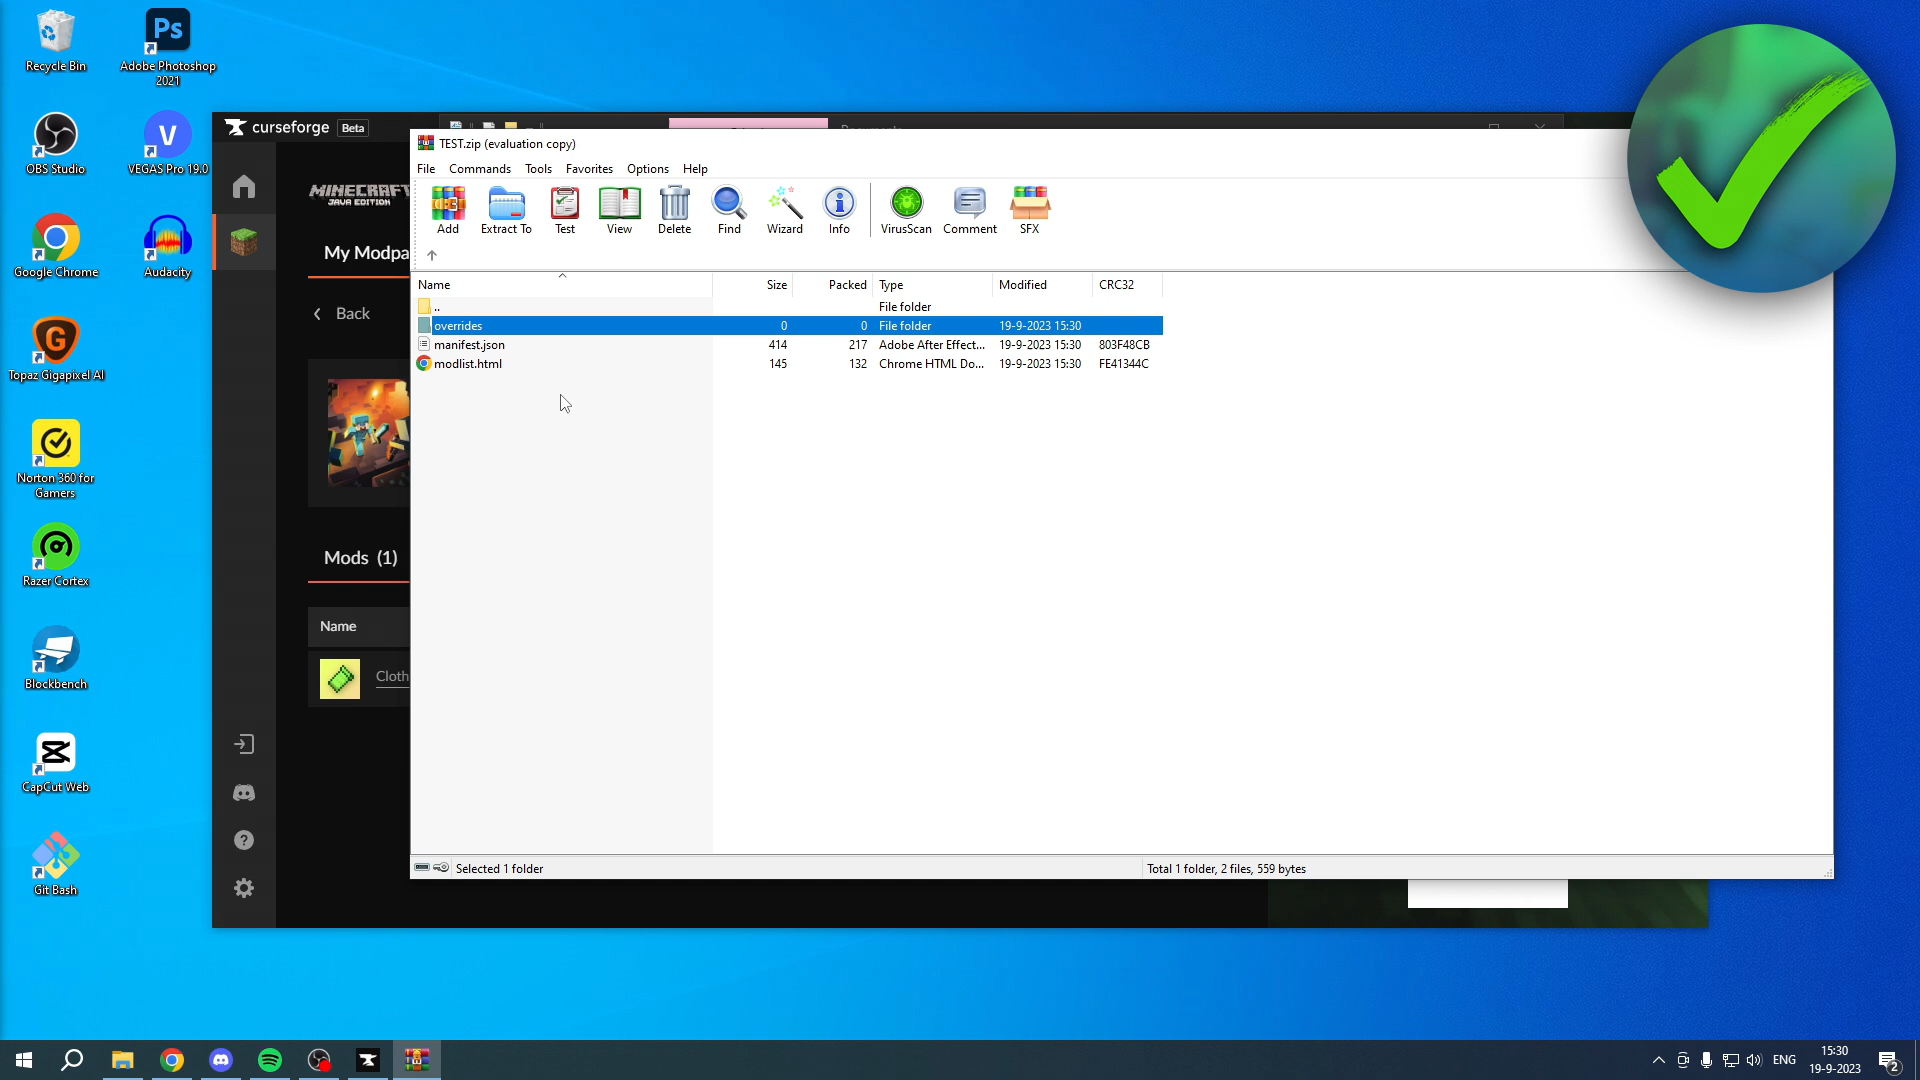 Recycle Bin
Adobe Photoshop
2021
OBS Studio
VEGAS Pro 19.0
Google Chrome
Audacity
Topaz Gigapixel AI
Norton 360 for
Gamers
Razer Cortex
Blockbench
CapCut Web
Git Bash
curseforge Beta
MINECRAFT
JAVA EDITION
My Modpa
Back
Mods (1)
Name
Cloth
TEST.zip (evaluation copy)
File Commands Tools Favorites Options Help
Add Extract To Test View Delete Find Wizard Info VirusScan Comment SFX
Name Size Packed Type Modified CRC32
.. File folder
overrides 0 0 File folder 19-9-2023 15:30
manifest.json 414 217 Adobe After Effect... 19-9-2023 15:30 803F48CB
modlist.html 145 132 Chrome HTML Do... 19-9-2023 15:30 FE41344C
Selected 1 folder
Total 1 folder, 2 files, 559 bytes
ENG
15:30
19-9-2023
2